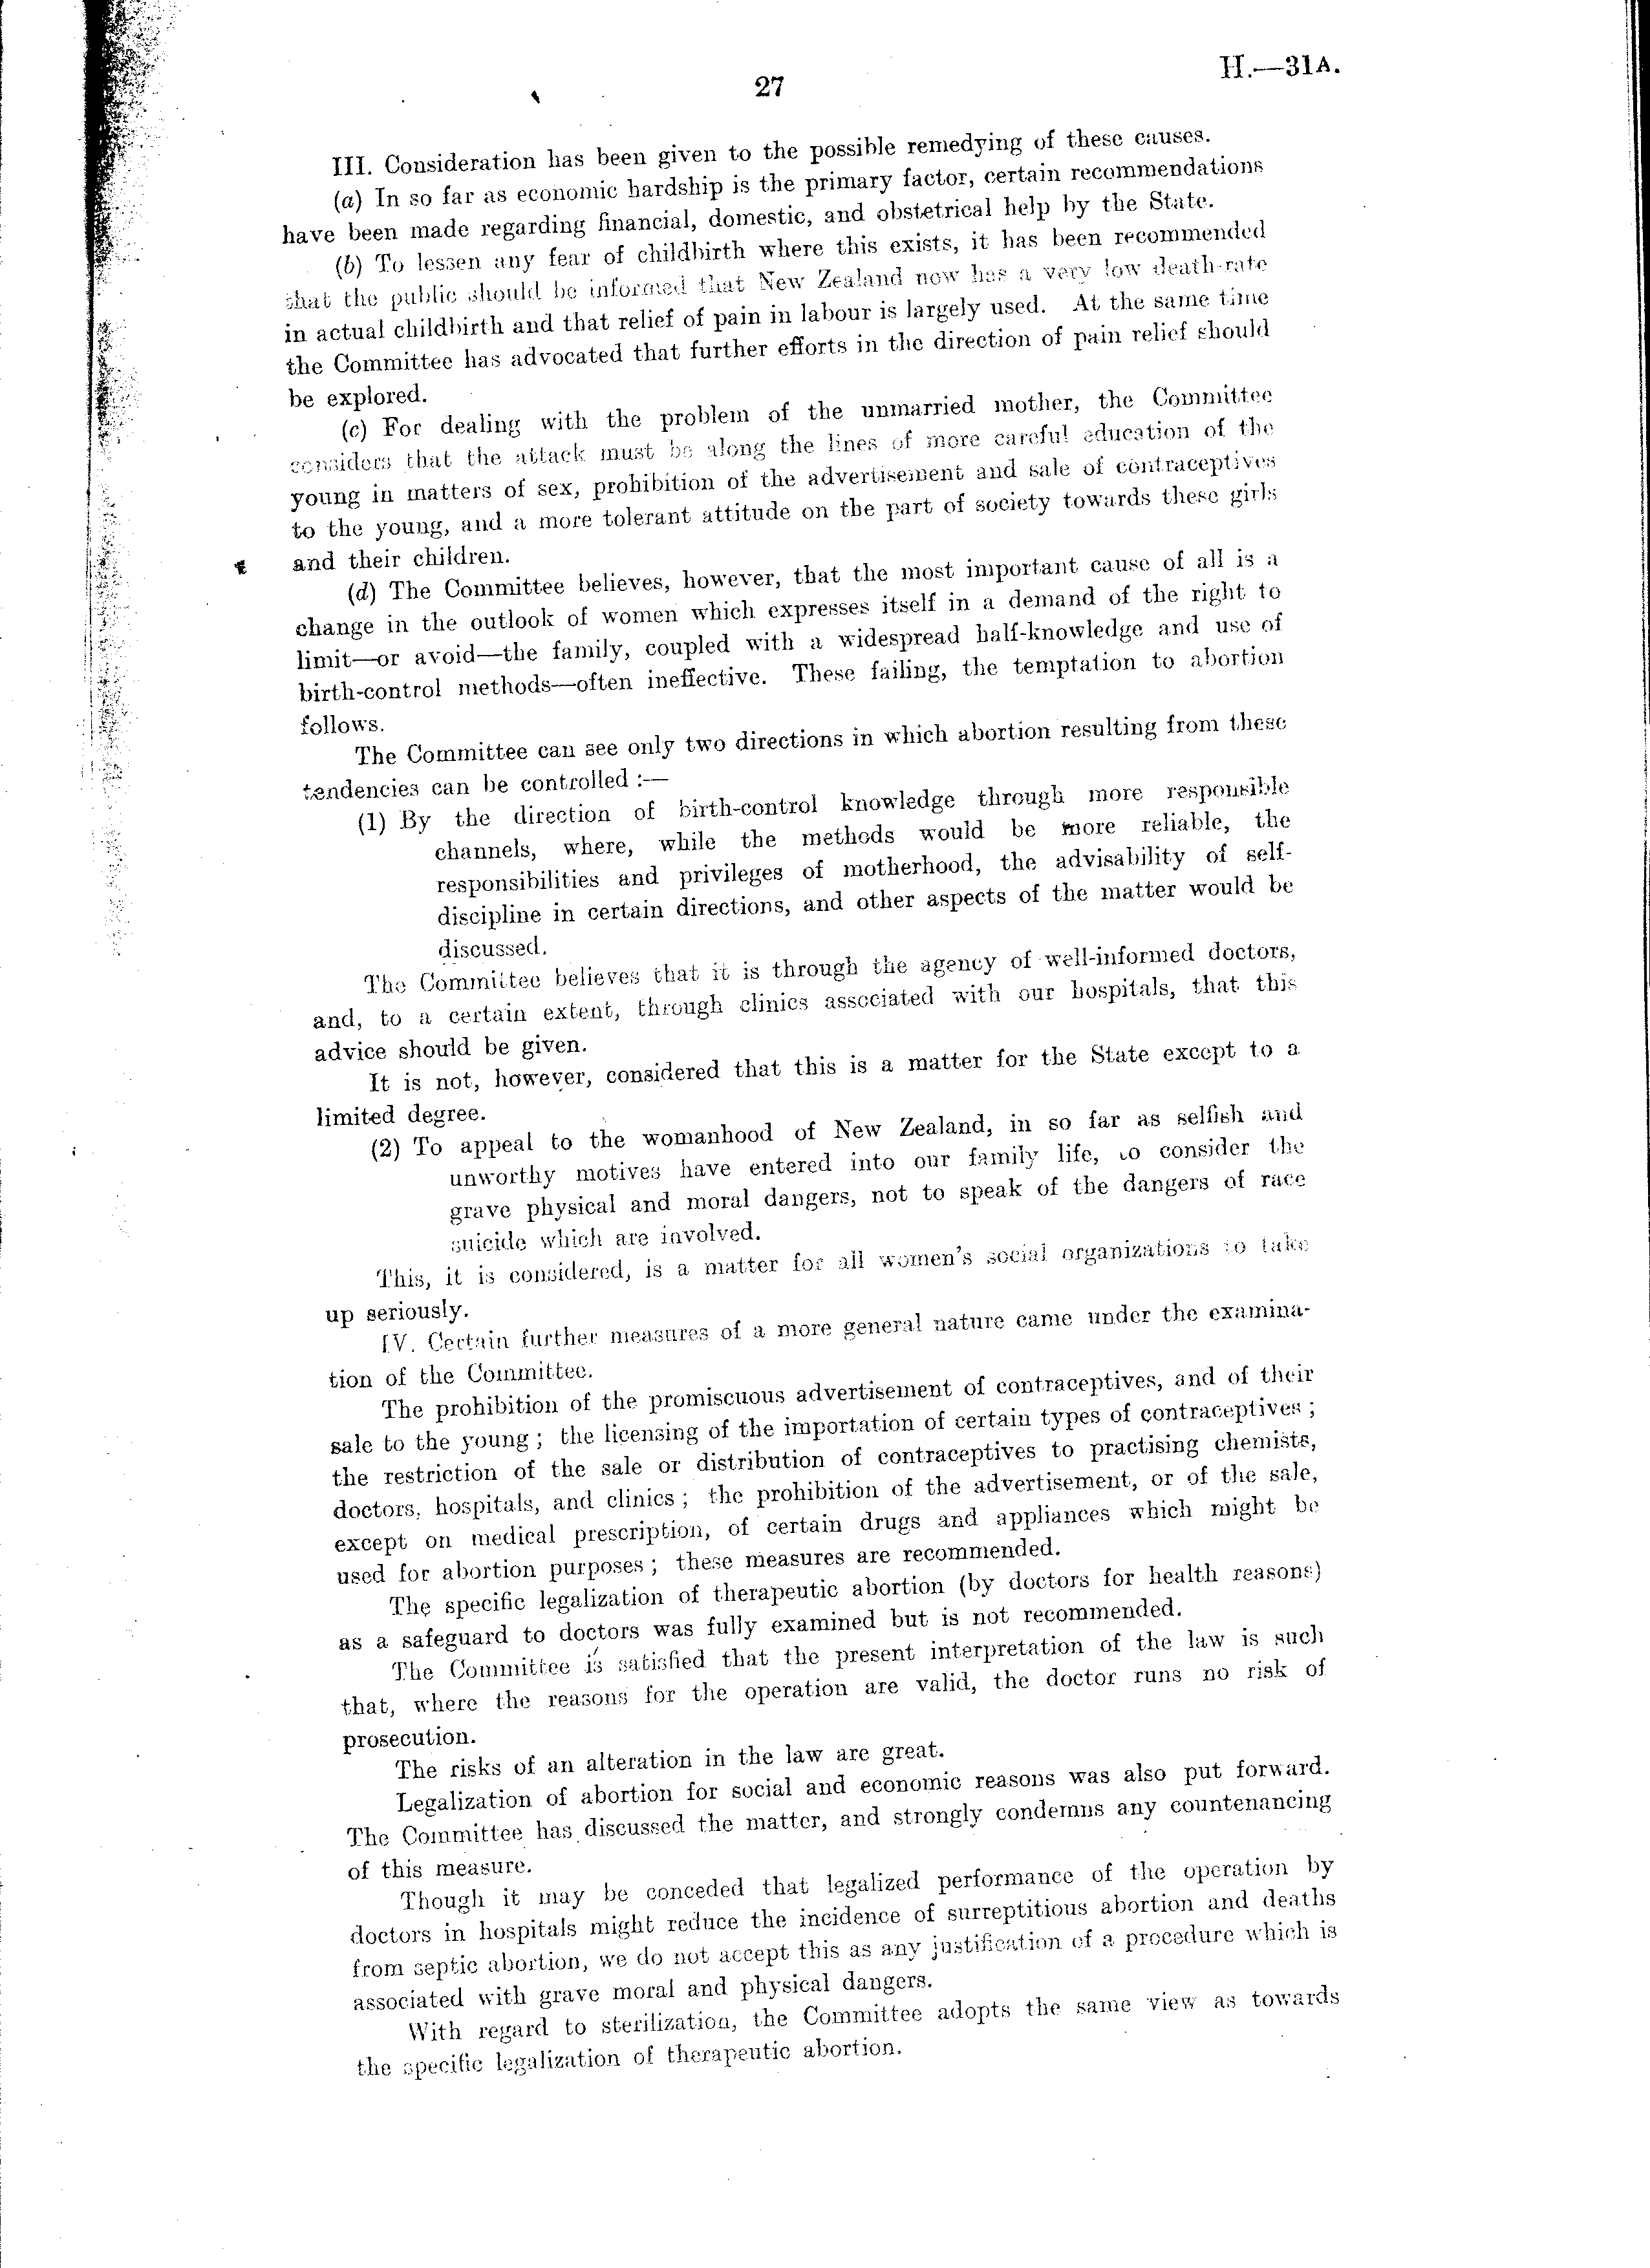 27
H.—31A.
III. Consideration has been given to the possible remedying of these causes.
(a) In so far as economic hardship is the primary factor, certain recommendations
have been made regarding financial, domestic, and obstetrical help by the State.
(b) To lessen any fear of childbirth where this exists, it has been recommended
that the public should be informed that New Zealand now has a very low death-rate
in actual childbirth and that relief of pain in labour is largely used. At the same time
the Committee has advocated that further efforts in the direction of pain relief should
be explored.
(c) For dealing with the problem of the unmarried mother, the Committee
considers that the attack must be along the lines of more careful education of the
young in matters of sex, prohibition of the advertisement and sale of contraceptives
to the young, and a more tolerant attitude on the part of society towards these girls
and their children.
(d) The Committee believes, however, that the most important cause of all is a
change in the outlook of women which expresses itself in a demand of the right to
limit—or avoid—the family, coupled with a widespread half-knowledge and use of
birth-control methods—often ineffective. These failing, the temptation to abortion
follows.
The Committee can see only two directions in which abortion resulting from these
tendencies can be controlled :—
(1) By the direction of birth-control knowledge through more responsible
channels, where, while the methods would be more reliable, the
responsibilities and privileges of motherhood, the advisability of self-
discipline in certain directions, and other aspects of the matter would be
discussed.
The Committee believes that it is through the agency of well-informed doctors,
and, to a certain extent, through clinics associated with our hospitals, that this
advice should be given.
It is not, however, considered that this is a matter for the State except to a
limited degree.
(2) To appeal to the womanhood of New Zealand, in so far as selfish and
unworthy motives have entered into our family life, to consider the
grave physical and moral dangers, not to speak of the dangers of race
suicide which are involved.
This, it is considered, is a matter for all women's social organizations to take
up seriously.
IV. Certain further measures of a more general nature came under the examina-
tion of the Committee.
The prohibition of the promiscuous advertisement of contraceptives, and of their
sale to the young ; the licensing of the importation of certain types of contraceptives ;
the restriction of the sale or distribution of contraceptives to practising chemists,
doctors, hospitals, and clinics ; the prohibition of the advertisement, or of the sale,
except on medical prescription, of certain drugs and appliances which might be
used for abortion purposes ; these measures are recommended.
The specific legalization of therapeutic abortion (by doctors for health reasons)
as a safeguard to doctors was fully examined but is not recommended.
The Committee is satisfied that the present interpretation of the law is such
that, where the reasons for the operation are valid, the doctor runs no risk of
prosecution.
The risks of an alteration in the law are great.
Legalization of abortion for social and economic reasons was also put forward.
The Committee has discussed the matter, and strongly condemns any countenancing
of this measure.
Though it may be conceded that legalized performance of the operation by
doctors in hospitals might reduce the incidence of surreptitious abortion and deaths
from septic abortion, we do not accept this as any justification of a procedure which is
associated with grave moral and physical dangers.
With regard to sterilization, the Committee adopts the same view as towards
the specific legalization of therapeutic abortion.